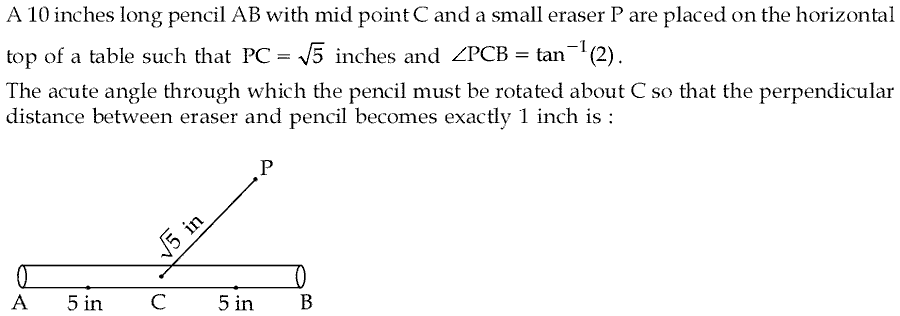 A 10 inches long pencil AB with mid point C and a small eraser P are placed on the horizontal
top of a table such that PC = √5 inches and ∠PCB = tan⁻¹(2).
The acute angle through which the pencil must be rotated about C so that the perpendicular
distance between eraser and pencil becomes exactly 1 inch is :
P
√5 in
A 5 in C 5 in B